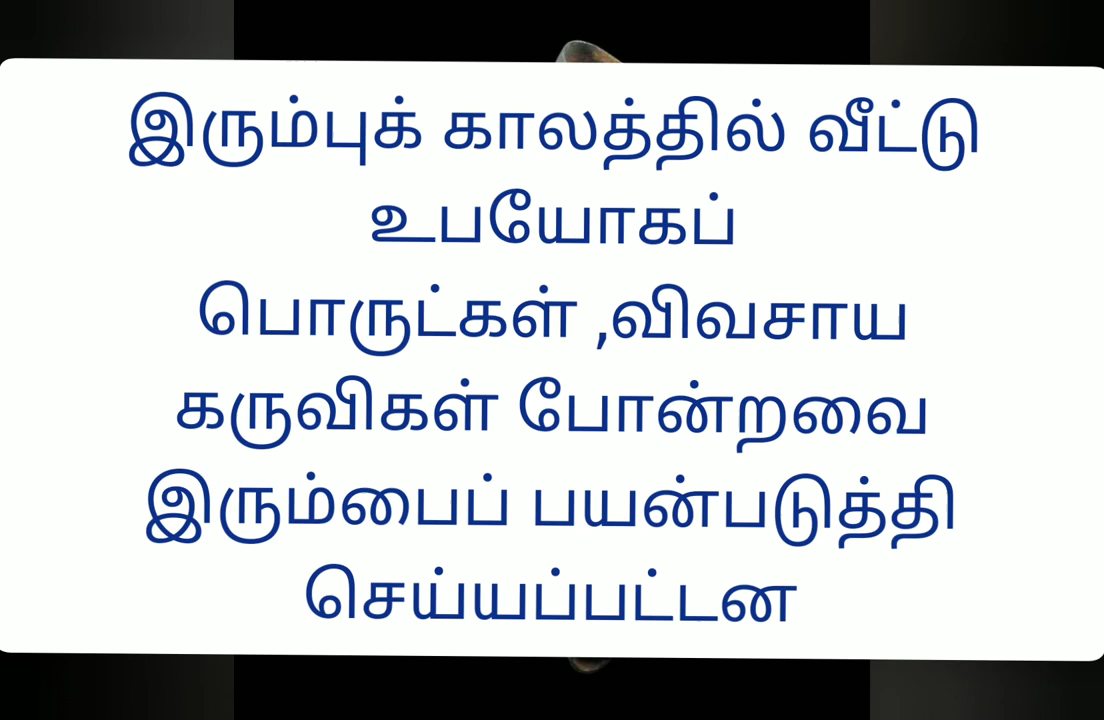 இரும்புக் காலத்தில் வீட்டு
உபயோகப்
பொருட்கள் ,விவசாய
கருவிகள் போன்றவை
இரும்பைப் பயன்படுத்தி
செய்யப்பட்டன